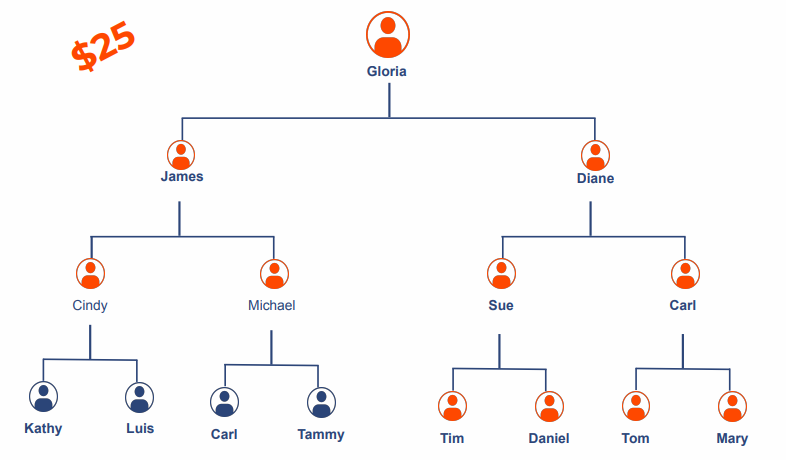 $25
Gloria
James
Diane
Cindy
Michael
Sue
Carl
Kathy
Luis
Carl
Tammy
Tim
Daniel
Tom
Mary